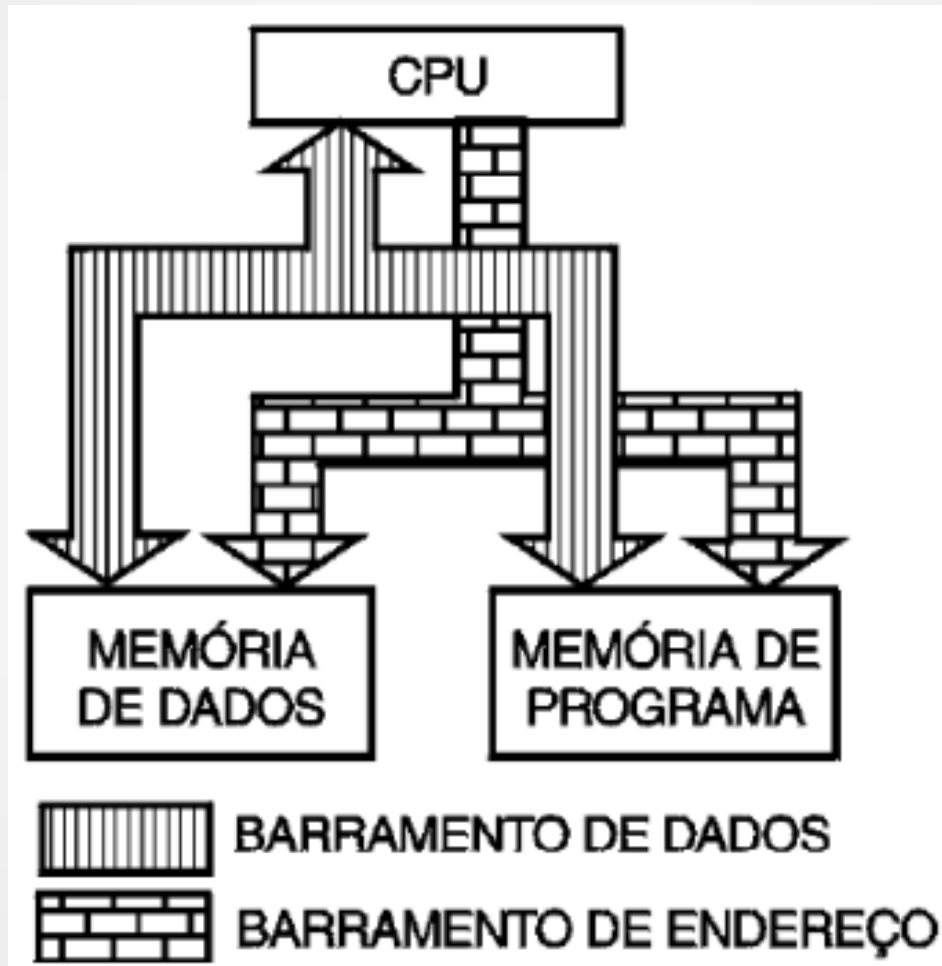 CPU
MEMÓRIA
DE DADOS
MEMÓRIA DE
PROGRAMA
BARRAMENTO DE DADOS
BARRAMENTO DE ENDEREÇO